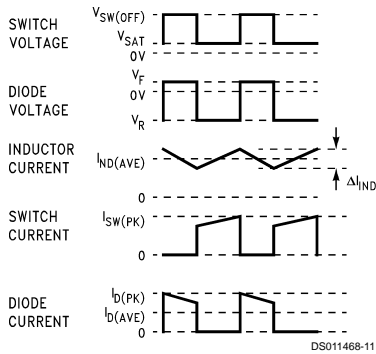 SWITCH VOLTAGE
V_SW(OFF)
V_SAT
0V
DIODE VOLTAGE
V_F
0V
V_R
INDUCTOR CURRENT
I_ND(AVE)
ΔI_IND
0
SWITCH CURRENT
I_SW(PK)
0
DIODE CURRENT
I_D(PK)
I_D(AVE)
0
DS011468-11